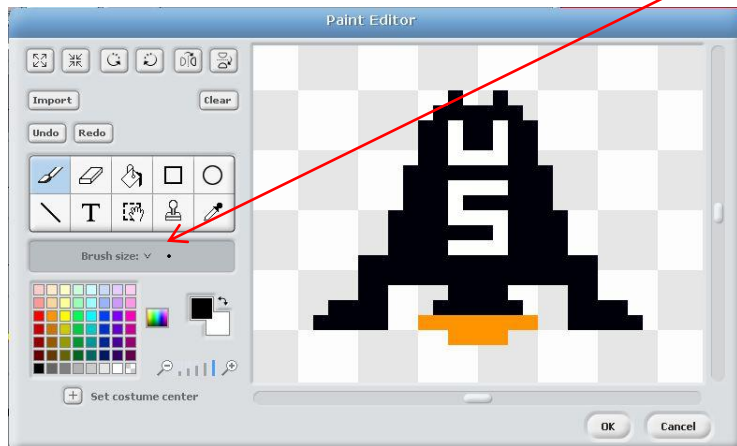 Paint Editor
Import
Clear
Undo
Redo
T
Brush size:
Set costume center
OK
Cancel
U
S